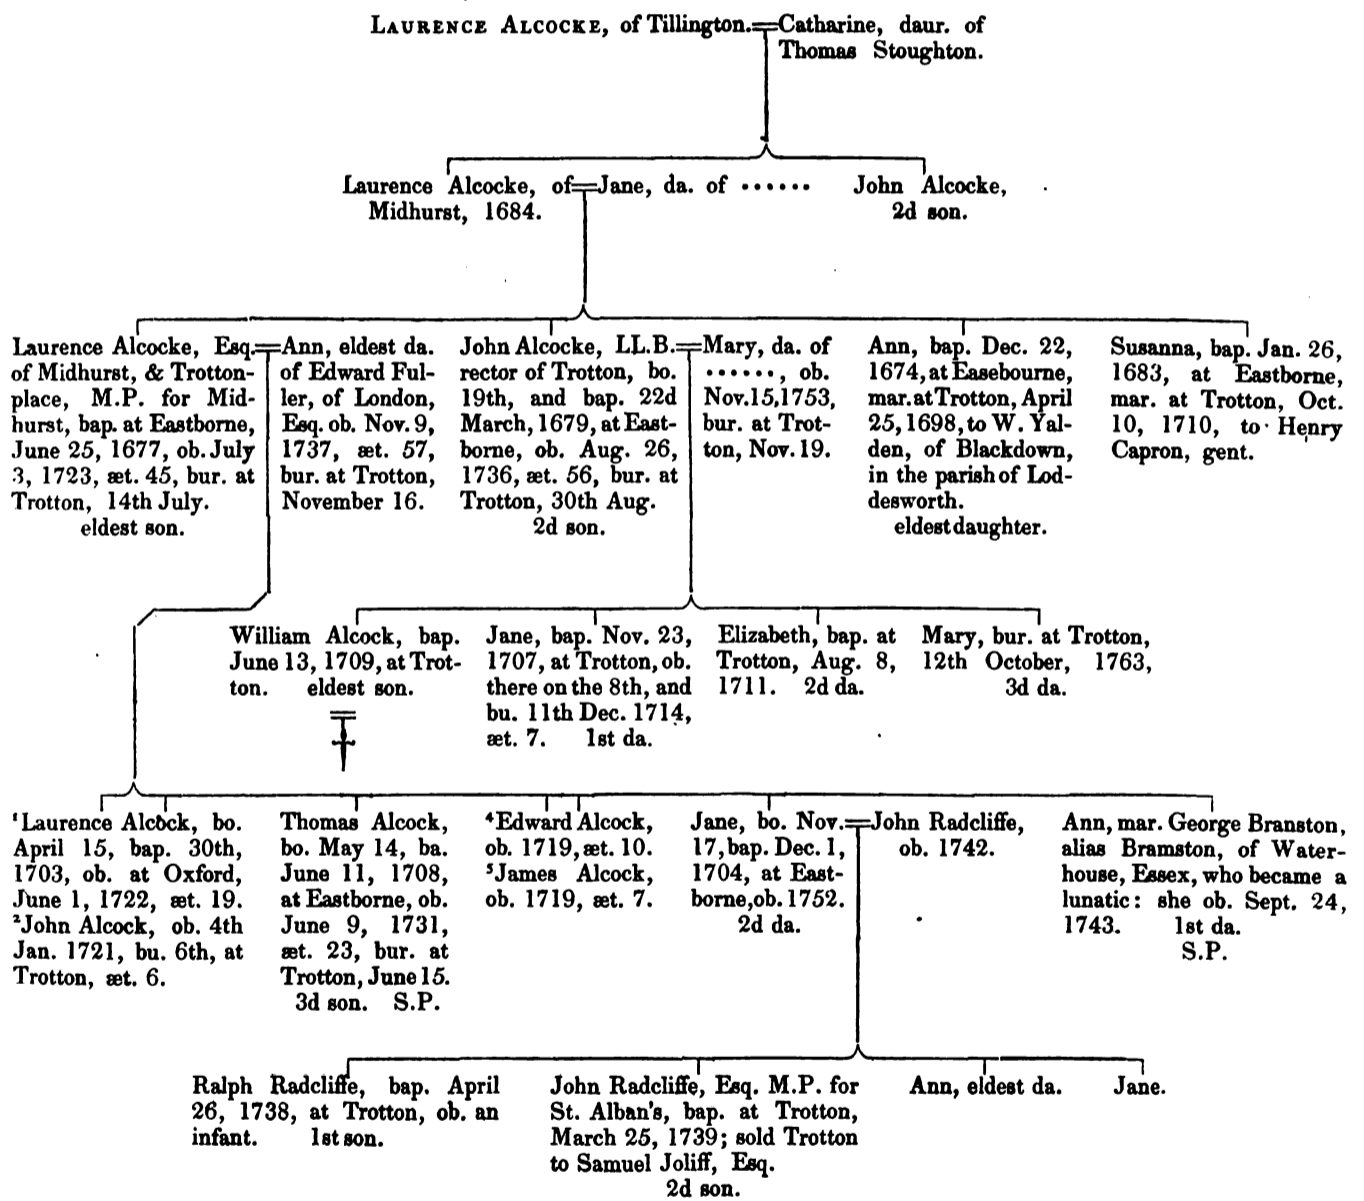 LAURENCE ALCOCKE, of Tillington.=Catharine, daur. of
Thomas Stoughton.
Laurence Alcocke, of=Jane, da. of ······
Midhurst, 1684.
John Alcocke,
2d son.
Laurence Alcocke, Esq.=
of Midhurst, & Trotton-
place, M.P. for Mid-
hurst, bap. at Eastborne,
June 25, 1677, ob. July
3, 1723, æt. 45, bur. at
Trotton, 14th July.
eldest son.
Ann, eldest da.
of Edward Ful-
ler, of London,
Esq. ob. Nov. 9,
1737, æt. 57,
bur. at Trotton,
November 16.
John Alcocke, LL.B.=
rector of Trotton, bo.
19th, and bap. 22d
March, 1679, at East-
borne, ob. Aug. 26,
1736, æt. 56, bur. at
Trotton, 30th Aug.
2d son.
Mary, da. of
······, ob.
Nov. 15, 1753,
bur. at Trot-
ton, Nov. 19.
Ann, bap. Dec. 22,
1674, at Easebourne,
mar. at Trotton, April
25, 1698, to W. Yal-
den, of Blackdown,
in the parish of Lod-
desworth.
eldest daughter.
Susanna, bap. Jan. 26,
1683, at Eastborne,
mar. at Trotton, Oct.
10, 1710, to Henry
Capron, gent.
William Alcock, bap.
June 13, 1709, at Trot-
ton. eldest son.
Jane, bap. Nov. 23,
1707, at Trotton, ob.
there on the 8th, and
bu. 11th Dec. 1714,
æt. 7. 1st da.
Elizabeth, bap. at
Trotton, Aug. 8,
1711. 2d da.
Mary, bur. at Trotton,
12th October, 1763,
3d da.
¹Laurence Alcock, bo.
April 15, bap. 30th,
1703, ob. at Oxford,
June 1, 1722, æt. 19.
²John Alcock, ob. 4th
Jan. 1721, bu. 6th, at
Trotton, æt. 6.
Thomas Alcock,
bo. May 14, ba.
June 11, 1708,
at Eastborne, ob.
June 9, 1731,
æt. 23, bur. at
Trotton, June 15.
3d son. S.P.
⁴Edward Alcock,
ob. 1719, æt. 10.
⁵James Alcock,
ob. 1719, æt. 7.
Jane, bo. Nov.=
17, bap. Dec. 1,
1704, at East-
borne, ob. 1752.
2d da.
John Radcliffe,
ob. 1742.
Ann, mar. George Branston,
alias Bramston, of Water-
house, Essex, who became a
lunatic: she ob. Sept. 24,
1743. 1st da.
S.P.
Ralph Radcliffe, bap. April
26, 1738, at Trotton, ob. an
infant. 1st son.
John Radcliffe, Esq. M.P. for
St. Alban's, bap. at Trotton,
March 25, 1739; sold Trotton
to Samuel Joliff, Esq.
2d son.
Ann, eldest da.
Jane.